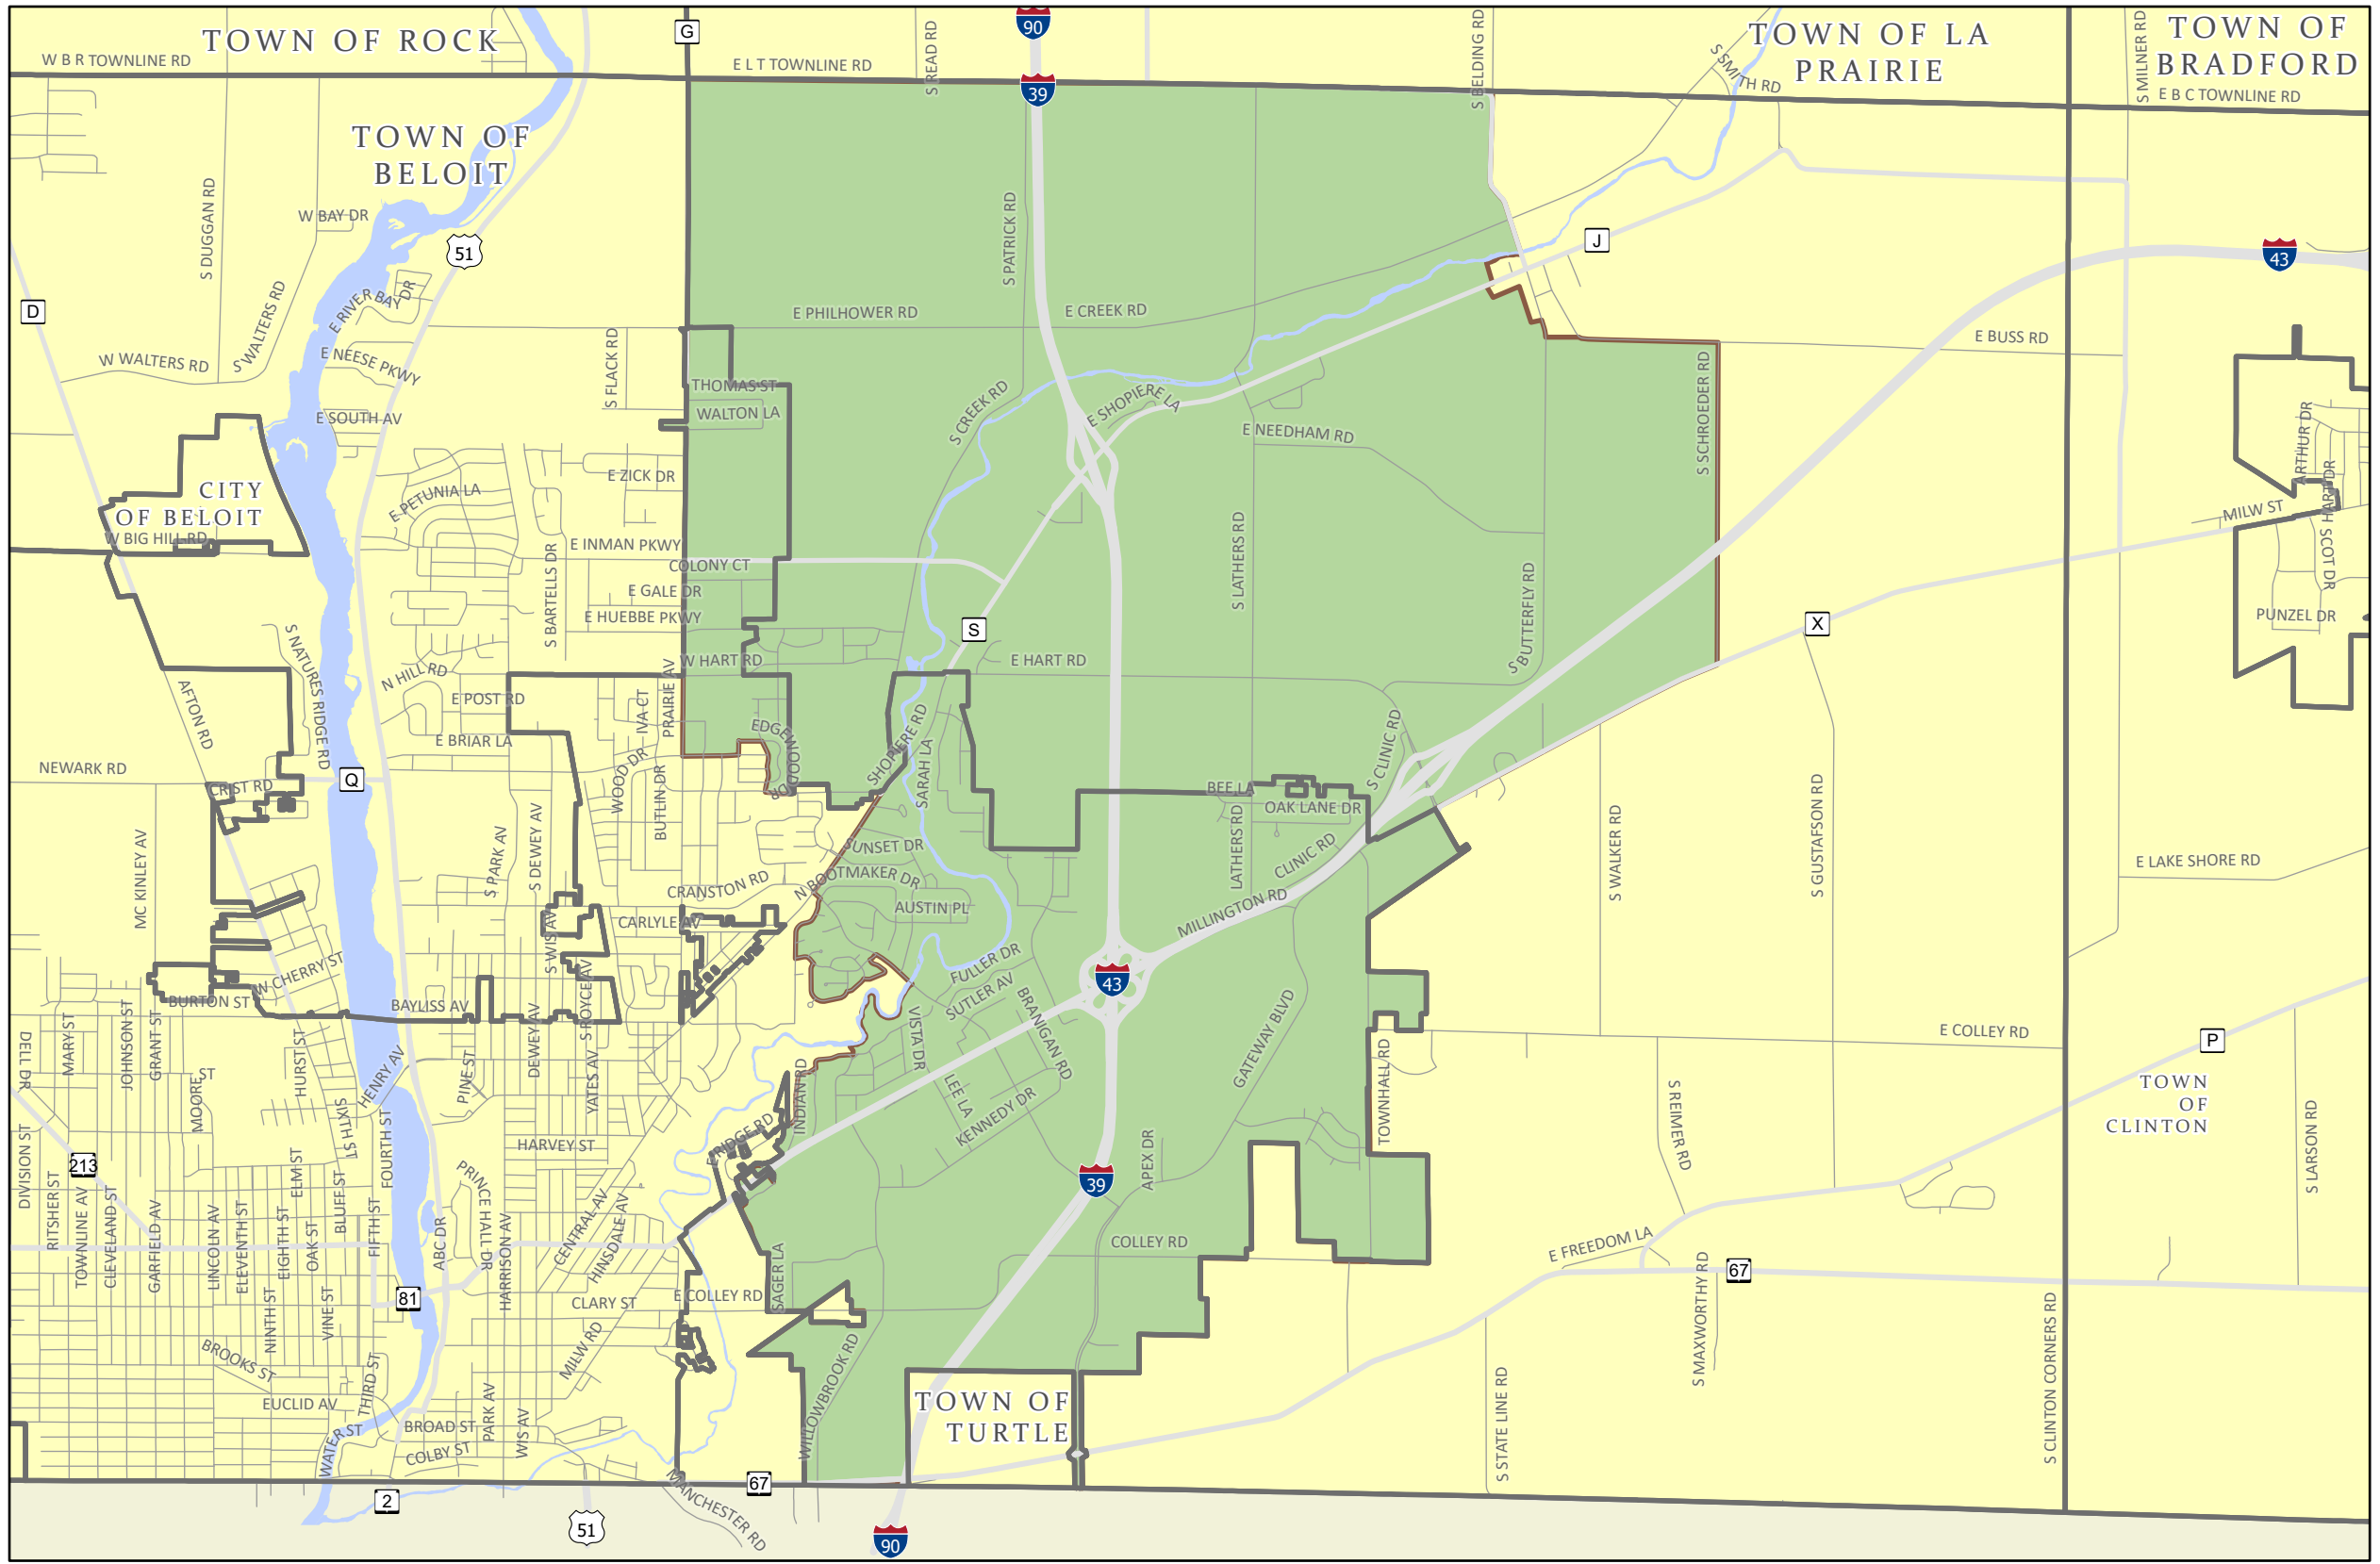 TOWN OF ROCK
W B R TOWNLINE RD
G
E L T TOWNLINE RD
S READ RD
90
39
S BELDING RD
TOWN OF LA
PRAIRIE
S SMITH RD
S MILNER RD
TOWN OF
BRADFORD
E B C TOWNLINE RD
TOWN OF
BELOIT
S DUGGAN RD
W BAY DR
51
S PATRICK RD
J
43
D
S WALTERS RD
E RIVER BAY DR
W WALTERS RD
E NEESE PKWY
S FLACK RD
E PHILHOWER RD
E CREEK RD
E BUSS RD
THOMAS ST
WALTON LA
E SOUTH AV
S CREEK RD
E SHOPIERE LA
E NEEDHAM RD
S SCHROEDER RD
ARTHUR DR
CITY
OF BELOIT
W BIG HILL RD
E PETUNIA LA
E ZICK DR
E INMAN PKWY
COLONY CT
S BARTELLS DR
E GALE DR
E HUEBBE PKWY
S LATHERS RD
S BUTTERFLY RD
MILW ST
HARTH SCOT DR
PUNZEL DR
X
S
S NATURES RIDGE RD
AFTON RD
N HILL RD
E POST RD
E BRIAR LA
W HART RD
E HART RD
IVA CT
PRAIRIE AV
EDGEWOOD DR
SHOPIERE RD
SARAH LA
S CLINIC RD
NEWARK RD
CRIST RD
Q
WOOD DR
BUTLIN DR
BEE LA
OAK LANE DR
LATHERS RD
CLINIC RD
S WALKER RD
S GUSTAFSON RD
E LAKE SHORE RD
MC KINLEY AV
S PARK AV
S DEWEY AV
CRANSTON RD
SUNSET DR
N BOOTMAKER DR
AUSTIN PL
CARLYLE AV
MILLINGTON RD
S WIS AV
S ROYCE AV
FULLER DR
SUTLER AV
BRANIGAN RD
43
GATEWAY BLVD
W CHERRY ST
BURTON ST
BAYLISS AV
DELL DR
MARY ST
JOHNSON ST
GRANT ST
MOORE ST
HURST ST
HENRY AV
SIXTH ST
PINE ST
DEWEY AV
YATES AV
VISTA DR
LEE LA
KENNEDY DR
INDIAN RD
E RIDGE RD
TOWNHALL RD
E COLLEY RD
P
S REIMER RD
TOWN
OF
CLINTON
S LARSON RD
213
DIVISION ST
RITSHER ST
TOWNLINE AV
CLEVELAND ST
GARFIELD AV
LINCOLN AV
ELEVENTH ST
NINTH ST
EIGHTH ST
ELM ST
OAK ST
VINE ST
BLUFF ST
FIFTH ST
FOURTH ST
HARVEY ST
PRINCE HALL DR
ABC DR
HARRISON AV
CENTRAL AV
HINSDALE AV
39
APEX DR
COLLEY RD
E FREEDOM LA
67
S MAXWORTHY RD
81
CLARY ST
E COLLEY RD
SAGER LA
MILW RD
BROOKS ST
THIRD ST
EUCLID AV
WATER ST
BROAD ST
COLBY ST
PARK AV
WIS AV
WILLOWBROOK RD
TOWN OF
TURTLE
S STATE LINE RD
S CLINTON CORNERS RD
2
51
MANCHESTER RD
67
90